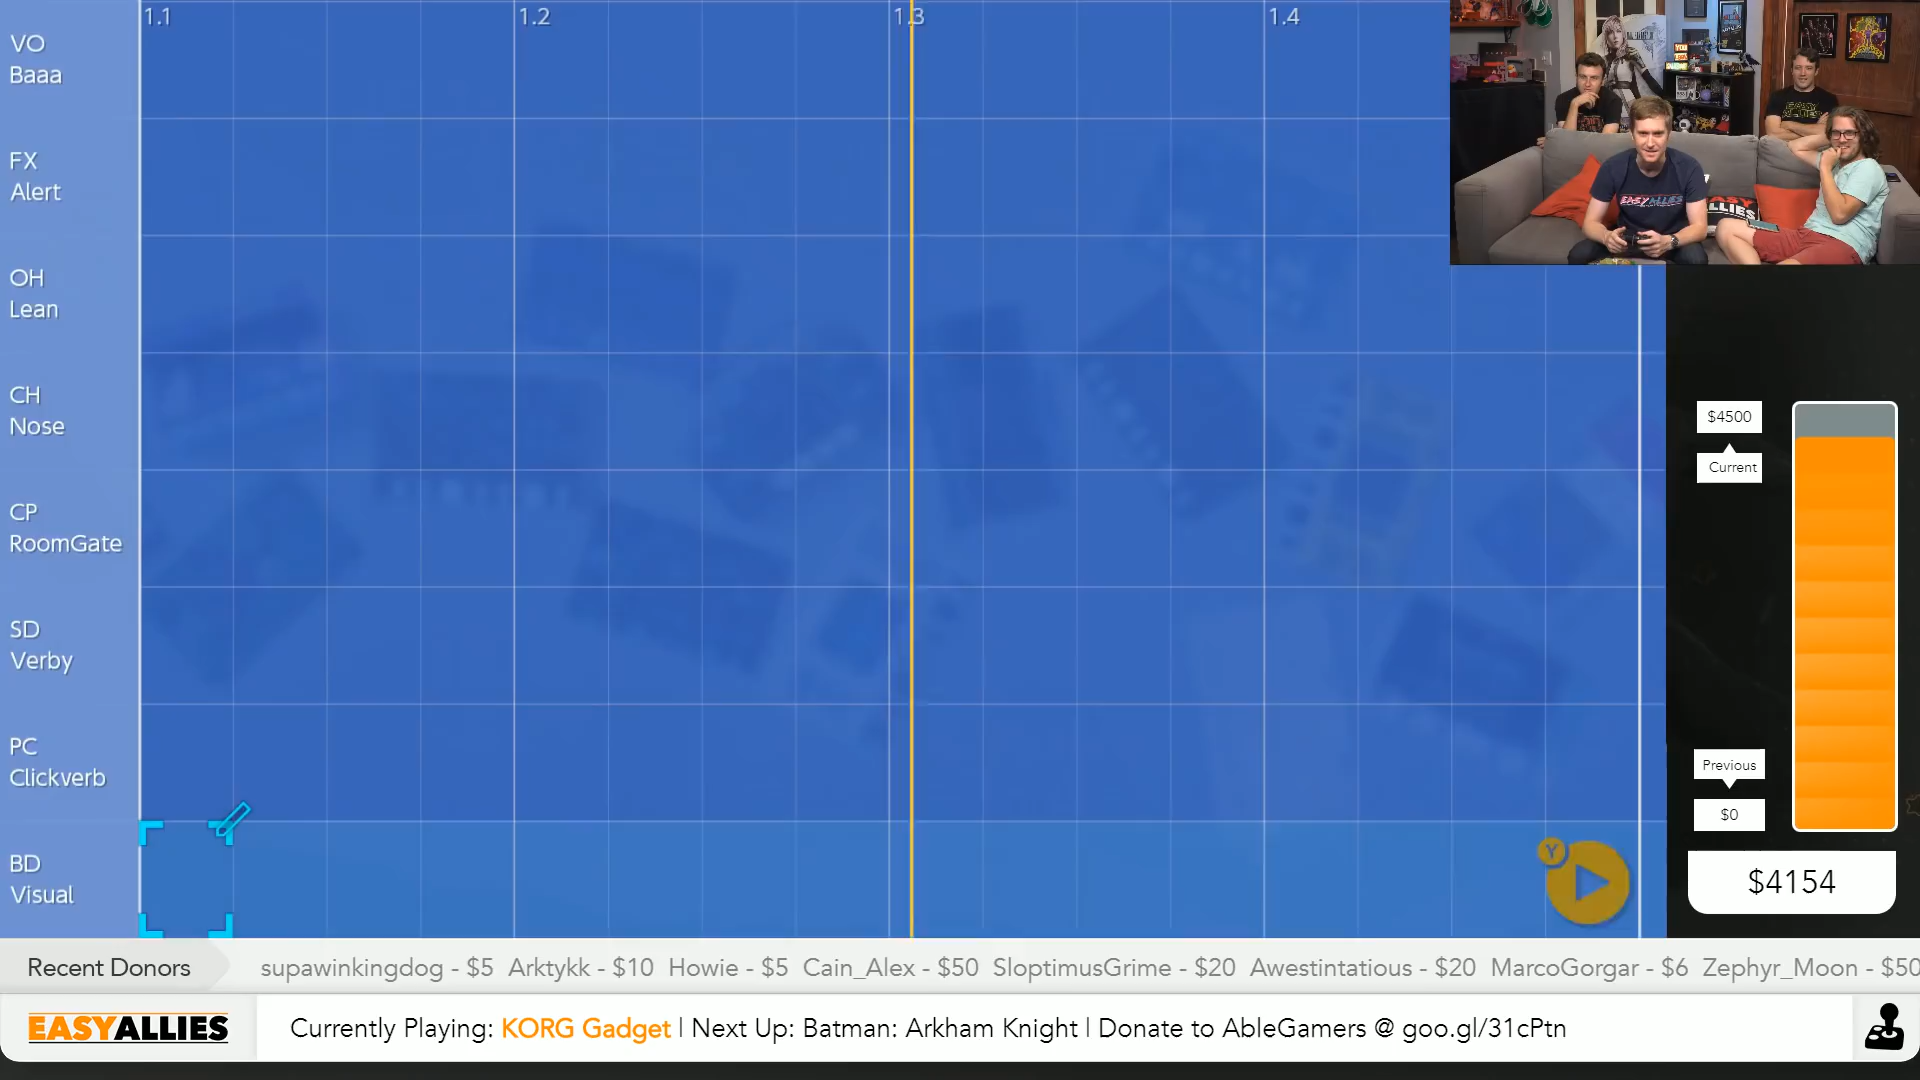 1.1
1.2
1.3
1.4
VO
Baaa
FX
Alert
OH
Lean
CH
Nose
CP
RoomGate
SD
Verby
PC
Clickverb
BD
Visual
Y
EASY ALLIES
ALLIES
$4500
Current
Previous
$0
$4154
Recent Donors
supawinkingdog - $5 Arktykk - $10 Howie - $5 Cain_Alex - $50 SloptimusGrime - $20 Awestintatious - $20 MarcoGorgar - $6 Zephyr_Moon - $50
EASYALLIES
Currently Playing: KORG Gadget | Next Up: Batman: Arkham Knight | Donate to AbleGamers @ goo.gl/31cPtn